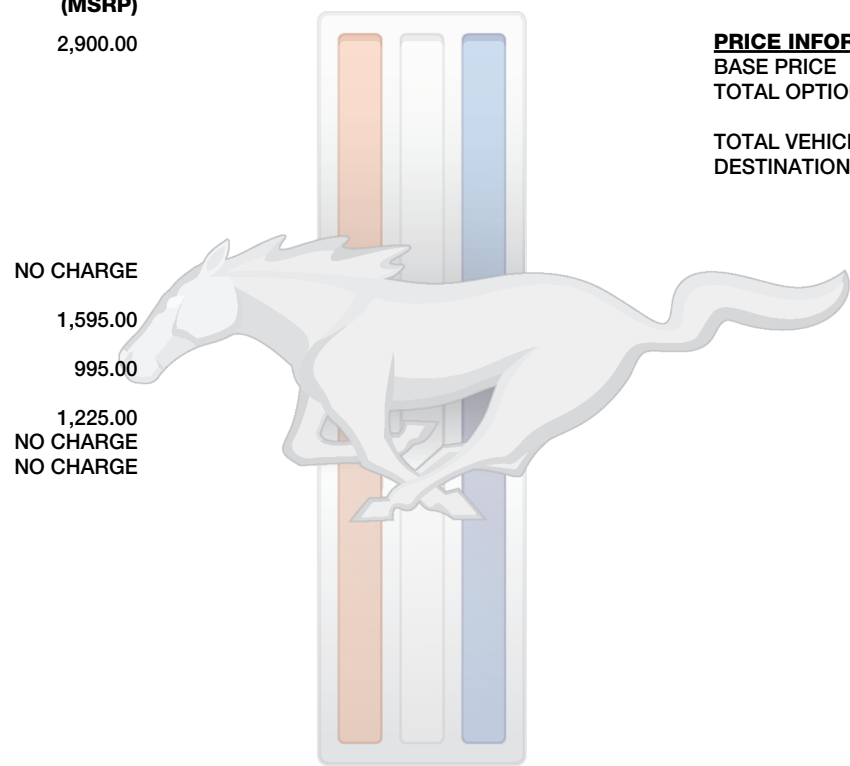 (MSRP)
2,900.00
NO CHARGE
1,595.00
995.00
1,225.00
NO CHARGE
NO CHARGE
PRICE INFOR
BASE PRICE
TOTAL OPTIO
TOTAL VEHICL
DESTINATION